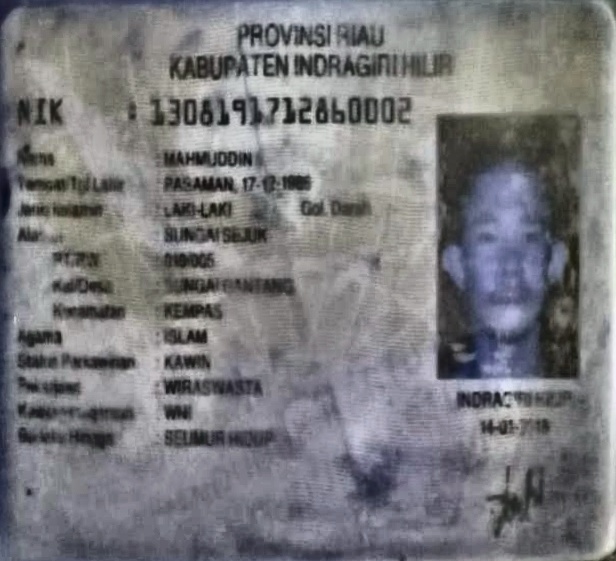 PROVINSI RIAU
KABUPATEN INDRAGIRI HILIR
NIK : 1308191712860002
Nama : MAHMUDDIN
Tempat/Tgl Lahir : PASAMAN, 17-12-1986
Jenis Kelamin : LAKI-LAKI Gol. Darah
Alamat : SUNGAI SEJUK
RT/RW : 010/005
Kel/Desa : SUNGAI GANTANG
Kecamatan : KEMPAS
Agama : ISLAM
Status Perkawinan : KAWIN
Pekerjaan : WIRASWASTA
Kewarganegaraan : WNI
Berlaku Hingga : SEUMUR HIDUP
INDRAGIRI HILIR
14-01-2018